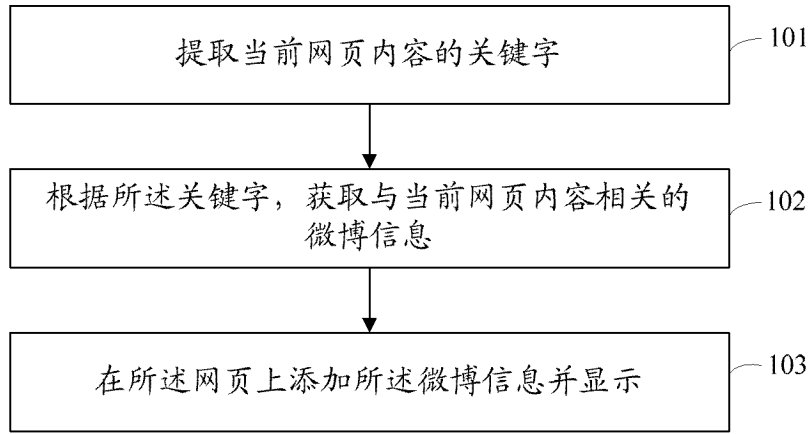 提取当前网页内容的关键字
101
根据所述关键字，获取与当前网页内容相关的
微博信息
102
在所述网页上添加所述微博信息并显示
103